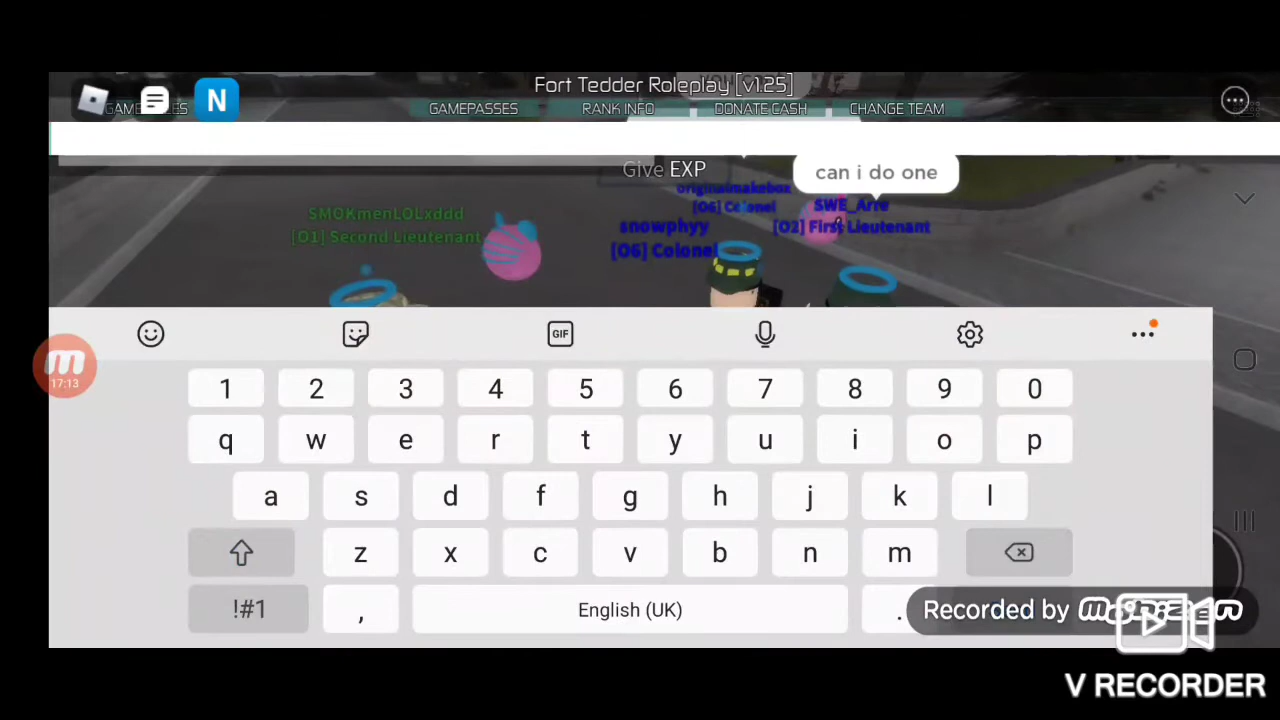 Fort Tedder Roleplay [v1.25]
N
GAMEPASSES
RANK INFO
DONATE CASH
CHANGE TEAM
Give EXP
can i do one
originalmakebox
[O6] Colonel
SWE_Arre
[O2] First Lieutenant
SMOKmenLOLxddd
[O1] Second Lieutenant
snowphyy
[O6] Colonel
GIF
17:13
1 2 3 4 5 6 7 8 9 0
q w e r t y u i o p
a s d f g h j k l
z x c v b n m
!#1 , English (UK) .
Recorded by mobizen
V RECORDER